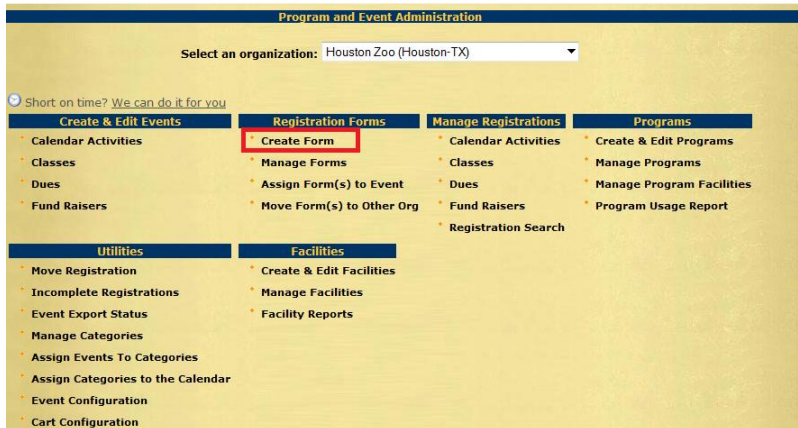 Program and Event Administration
Select an organization: Houston Zoo (Houston-TX)
Short on time? We can do it for you
Create & Edit Events
Calendar Activities
Classes
Dues
Fund Raisers
Registration Forms
Create Form
Manage Forms
Assign Form(s) to Event
Move Form(s) to Other Org
Manage Registrations
Calendar Activities
Classes
Dues
Fund Raisers
Registration Search
Programs
Create & Edit Programs
Manage Programs
Manage Program Facilities
Program Usage Report
Utilities
Move Registration
Incomplete Registrations
Event Export Status
Manage Categories
Assign Events To Categories
Assign Categories to the Calendar
Event Configuration
Cart Configuration
Facilities
Create & Edit Facilities
Manage Facilities
Facility Reports